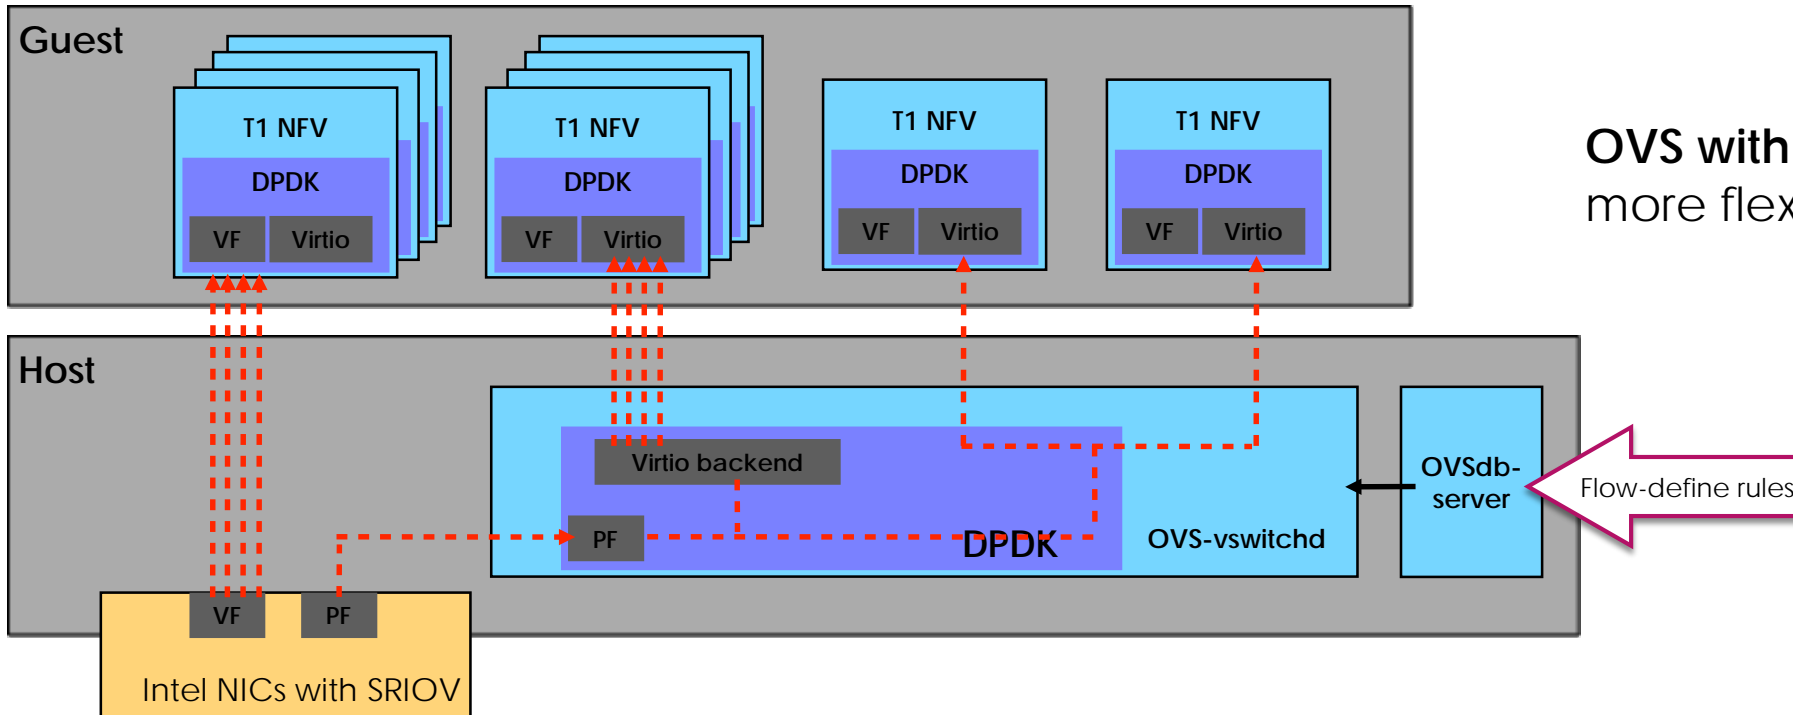 Guest
T1 NFV
DPDK
VF
Virtio
T1 NFV
DPDK
VF
Virtio
T1 NFV
DPDK
VF
Virtio
T1 NFV
DPDK
VF
Virtio
OVS with
more flex
Host
Virtio backend
PF
DPDK
OVS-vswitchd
OVSdb-
server
Flow-define rules
VF
PF
Intel NICs with SRIOV